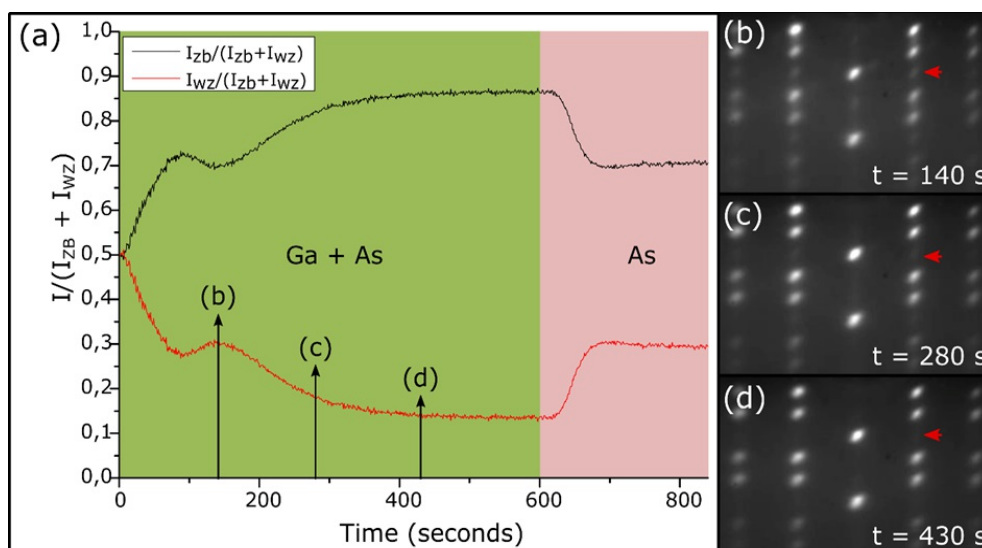 (a)
I_zb/(I_zb+I_wz)
I_wz/(I_zb+I_wz)
I/(I_ZB + I_WZ)
1,0
0,9
0,8
0,7
0,6
0,5
0,4
0,3
0,2
0,1
0,0
Ga + As
As
(b)
(c)
(d)
0
200
400
600
800
Time (seconds)
(b)
t = 140 s
(c)
t = 280 s
(d)
t = 430 s